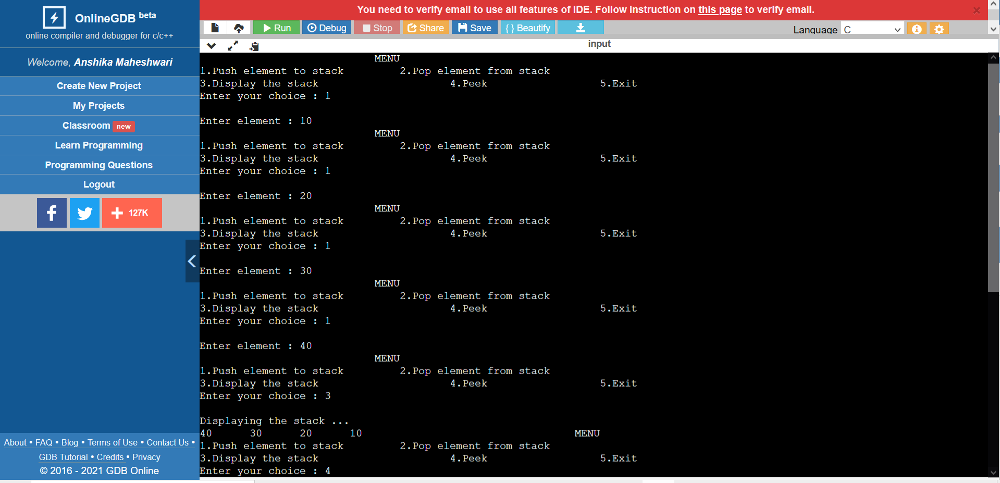 OnlineGDB beta
online compiler and debugger for c/c++
Welcome, Anshika Maheshwari
Create New Project
My Projects
Classroom new
Learn Programming
Programming Questions
Logout
127K
About • FAQ • Blog • Terms of Use • Contact Us •
GDB Tutorial • Credits • Privacy
© 2016 - 2021 GDB Online
You need to verify email to use all features of IDE. Follow instruction on this page to verify email.
Run Debug Stop Share Save { } Beautify Language C
input
MENU
1.Push element to stack 2.Pop element from stack
3.Display the stack 4.Peek 5.Exit
Enter your choice : 1
Enter element : 10
MENU
1.Push element to stack 2.Pop element from stack
3.Display the stack 4.Peek 5.Exit
Enter your choice : 1
Enter element : 20
MENU
1.Push element to stack 2.Pop element from stack
3.Display the stack 4.Peek 5.Exit
Enter your choice : 1
Enter element : 30
MENU
1.Push element to stack 2.Pop element from stack
3.Display the stack 4.Peek 5.Exit
Enter your choice : 1
Enter element : 40
MENU
1.Push element to stack 2.Pop element from stack
3.Display the stack 4.Peek 5.Exit
Enter your choice : 3
Displaying the stack ...
40 30 20 10 MENU
1.Push element to stack 2.Pop element from stack
3.Display the stack 4.Peek 5.Exit
Enter your choice : 4